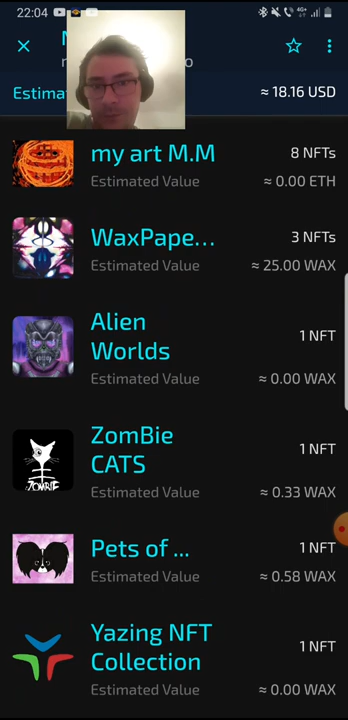 22:04
4G+
Estima
≈ 18.16 USD
my art M.M
8 NFTs
Estimated Value
≈ 0.00 ETH
WaxPape...
3 NFTs
Estimated Value
≈ 25.00 WAX
Alien
Worlds
1 NFT
Estimated Value
≈ 0.00 WAX
ZomBie
CATS
1 NFT
Estimated Value
≈ 0.33 WAX
ZOMBIE
Pets of ...
1 NFT
Estimated Value
≈ 0.58 WAX
Yazing NFT
Collection
1 NFT
Estimated Value
≈ 0.00 WAX